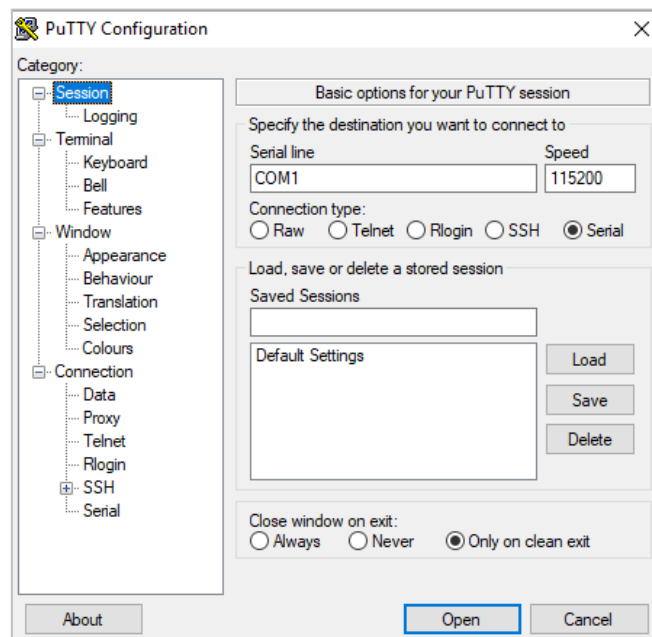 PuTTY Configuration
Category:
Session
Logging
Terminal
Keyboard
Bell
Features
Window
Appearance
Behaviour
Translation
Selection
Colours
Connection
Data
Proxy
Telnet
Rlogin
SSH
Serial
Basic options for your PuTTY session
Specify the destination you want to connect to
Serial line Speed
COM1 115200
Connection type:
Raw Telnet Rlogin SSH Serial
Load, save or delete a stored session
Saved Sessions
Default Settings
Load
Save
Delete
Close window on exit:
Always Never Only on clean exit
About Open Cancel